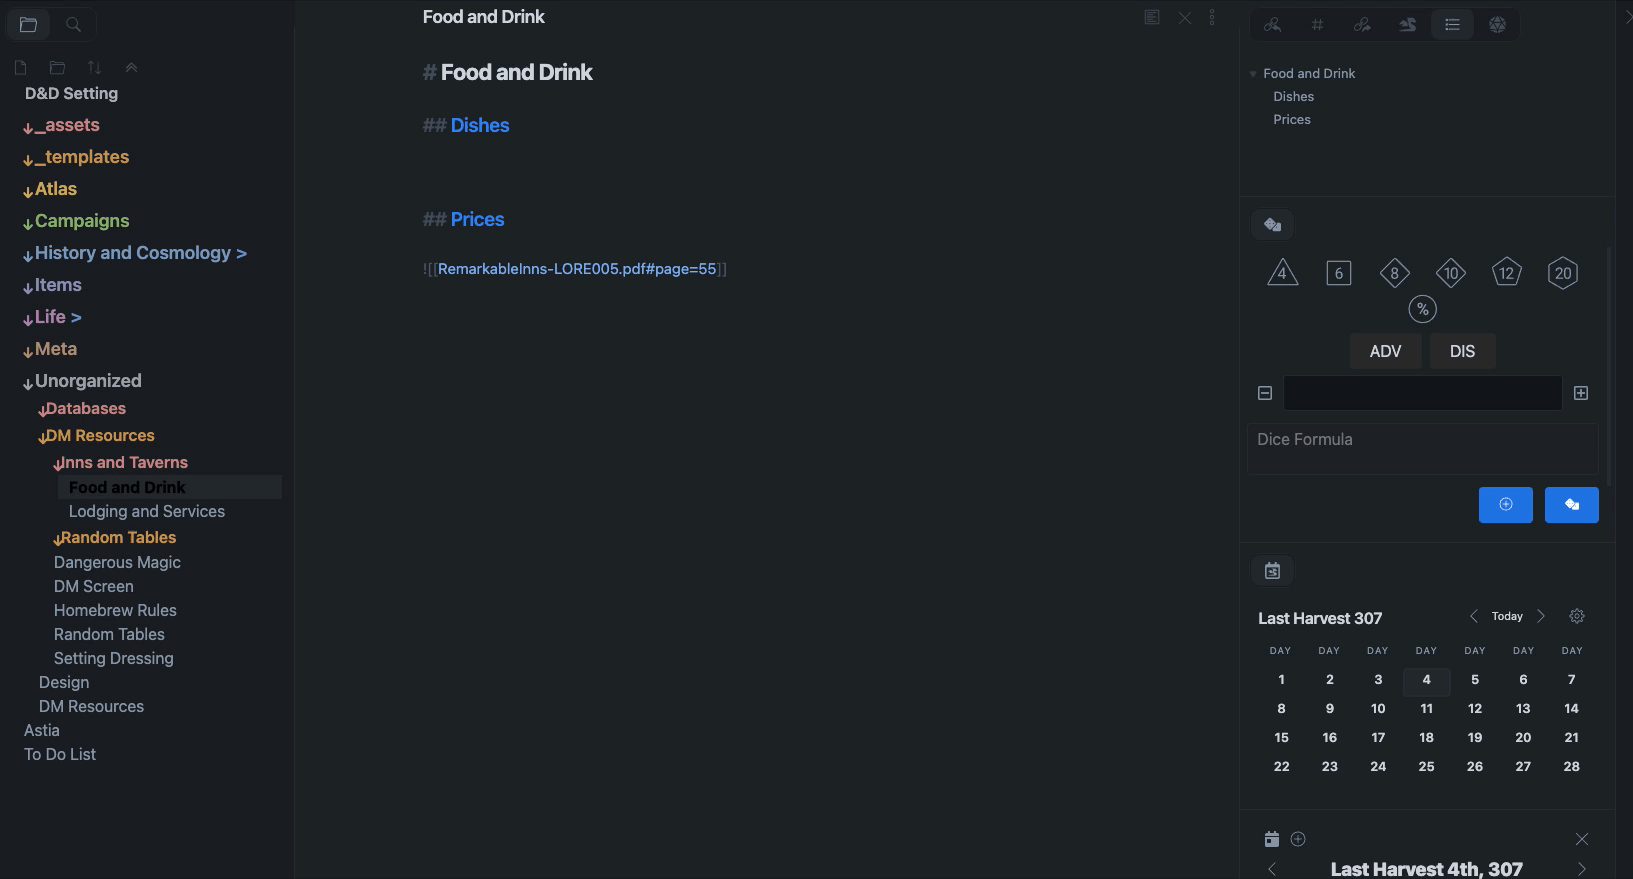 D&D Setting
_assets
_templates
Atlas
Campaigns
History and Cosmology >
Items
Life >
Meta
Unorganized
Databases
DM Resources
Inns and Taverns
Food and Drink
Lodging and Services
Random Tables
Dangerous Magic
DM Screen
Homebrew Rules
Random Tables
Setting Dressing
Design
DM Resources
Astia
To Do List
Food and Drink
# Food and Drink
## Dishes
## Prices
![[RemarkableInns-LORE005.pdf#page=55]]
Food and Drink
Dishes
Prices
4 6 8 10 12 20
%
ADV DIS
Dice Formula
Last Harvest 307 Today
DAY DAY DAY DAY DAY DAY DAY
1 2 3 4 5 6 7
8 9 10 11 12 13 14
15 16 17 18 19 20 21
22 23 24 25 26 27 28
Last Harvest 4th, 307